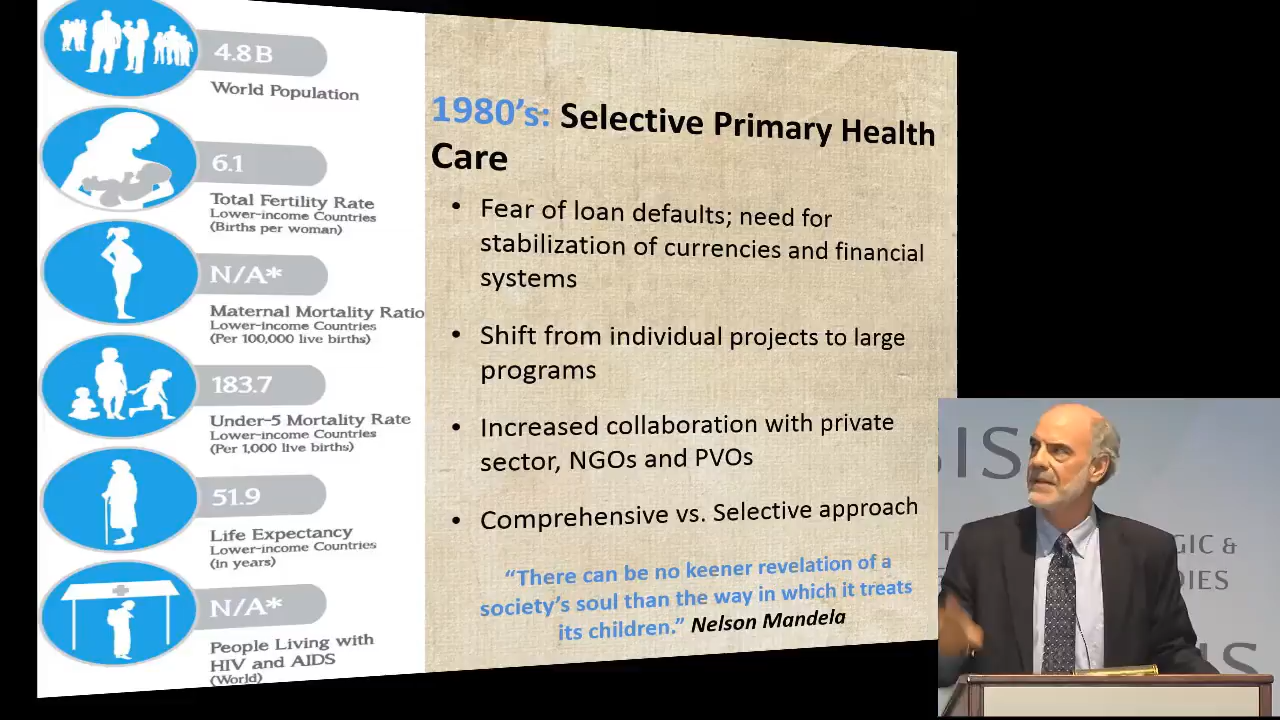 4.8B
World Population
6.1
Total Fertility Rate
Lower-income Countries
(Births per woman)
N/A*
Maternal Mortality Ratio
Lower-income Countries
(Per 100,000 live births)
183.7
Under-5 Mortality Rate
Lower-income Countries
(Per 1,000 live births)
51.9
Life Expectancy
Lower-income Countries
(in years)
N/A*
People Living with
HIV and AIDS
(World)
1980's: Selective Primary Health
Care
• Fear of loan defaults; need for
stabilization of currencies and financial
systems
• Shift from individual projects to large
programs
• Increased collaboration with private
sector, NGOs and PVOs
• Comprehensive vs. Selective approach
“There can be no keener revelation of a
society’s soul than the way in which it treats
its children.” Nelson Mandela
SIS
GIC &
DIES
IS